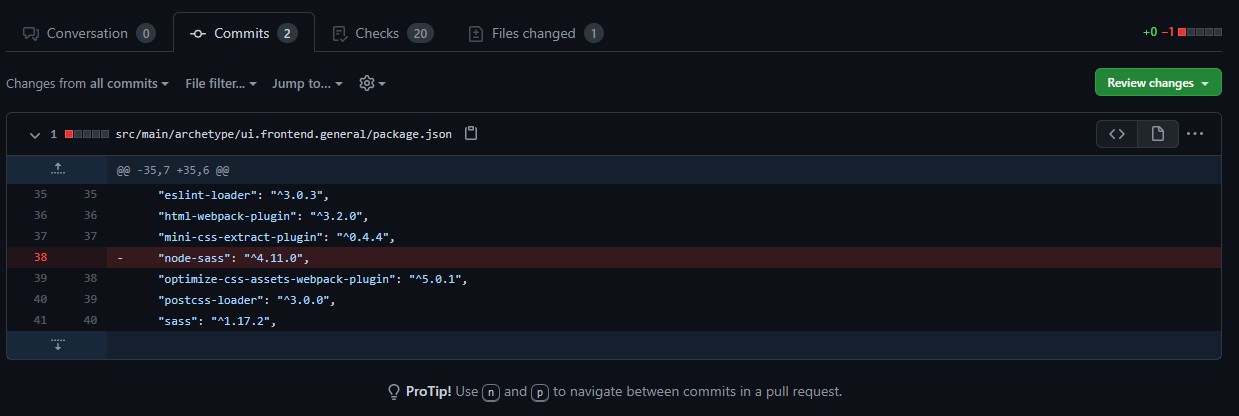 Conversation 0 Commits 2 Checks 20 Files changed 1 +0 −1
Changes from all commits File filter... Jump to... Review changes
1 src/main/archetype/ui.frontend.general/package.json
@@ -35,7 +35,6 @@
35 35 "eslint-loader": "^3.0.3",
36 36 "html-webpack-plugin": "^3.2.0",
37 37 "mini-css-extract-plugin": "^0.4.4",
38 - "node-sass": "^4.11.0",
39 38 "optimize-css-assets-webpack-plugin": "^5.0.1",
40 39 "postcss-loader": "^3.0.0",
41 40 "sass": "^1.17.2",
ProTip! Use n and p to navigate between commits in a pull request.